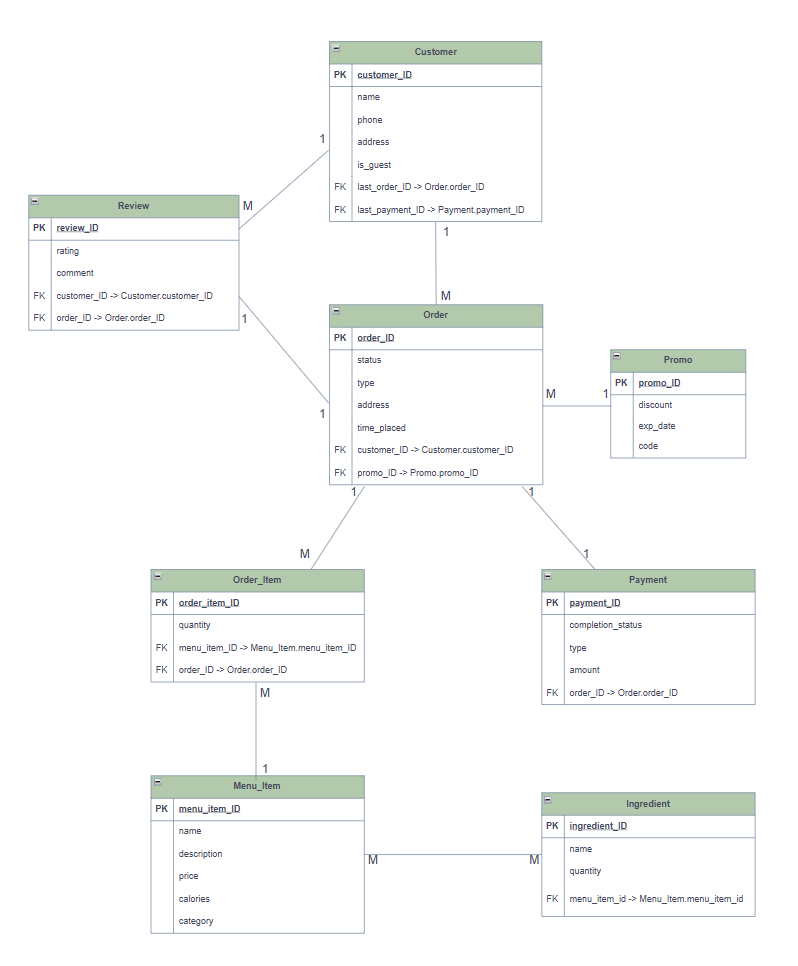 Customer
PK customer_ID
name
phone
address
is_guest
FK last_order_ID -> Order.order_ID
FK last_payment_ID -> Payment.payment_ID
1
M
1
Review
PK review_ID
rating
comment
FK customer_ID -> Customer.customer_ID
FK order_ID -> Order.order_ID
1
1
M
Order
PK order_ID
status
type
address
time_placed
FK customer_ID -> Customer.customer_ID
FK promo_ID -> Promo.promo_ID
M
1
Promo
PK promo_ID
discount
exp_date
code
1
M
1
1
Order_Item
PK order_item_ID
quantity
FK menu_item_ID -> Menu_Item.menu_item_ID
FK order_ID -> Order.order_ID
Payment
PK payment_ID
completion_status
type
amount
FK order_ID -> Order.order_ID
M
1
Menu_Item
PK menu_item_ID
name
description
price
calories
category
M
M
Ingredient
PK ingredient_ID
name
quantity
FK menu_item_id -> Menu_Item.menu_item_id